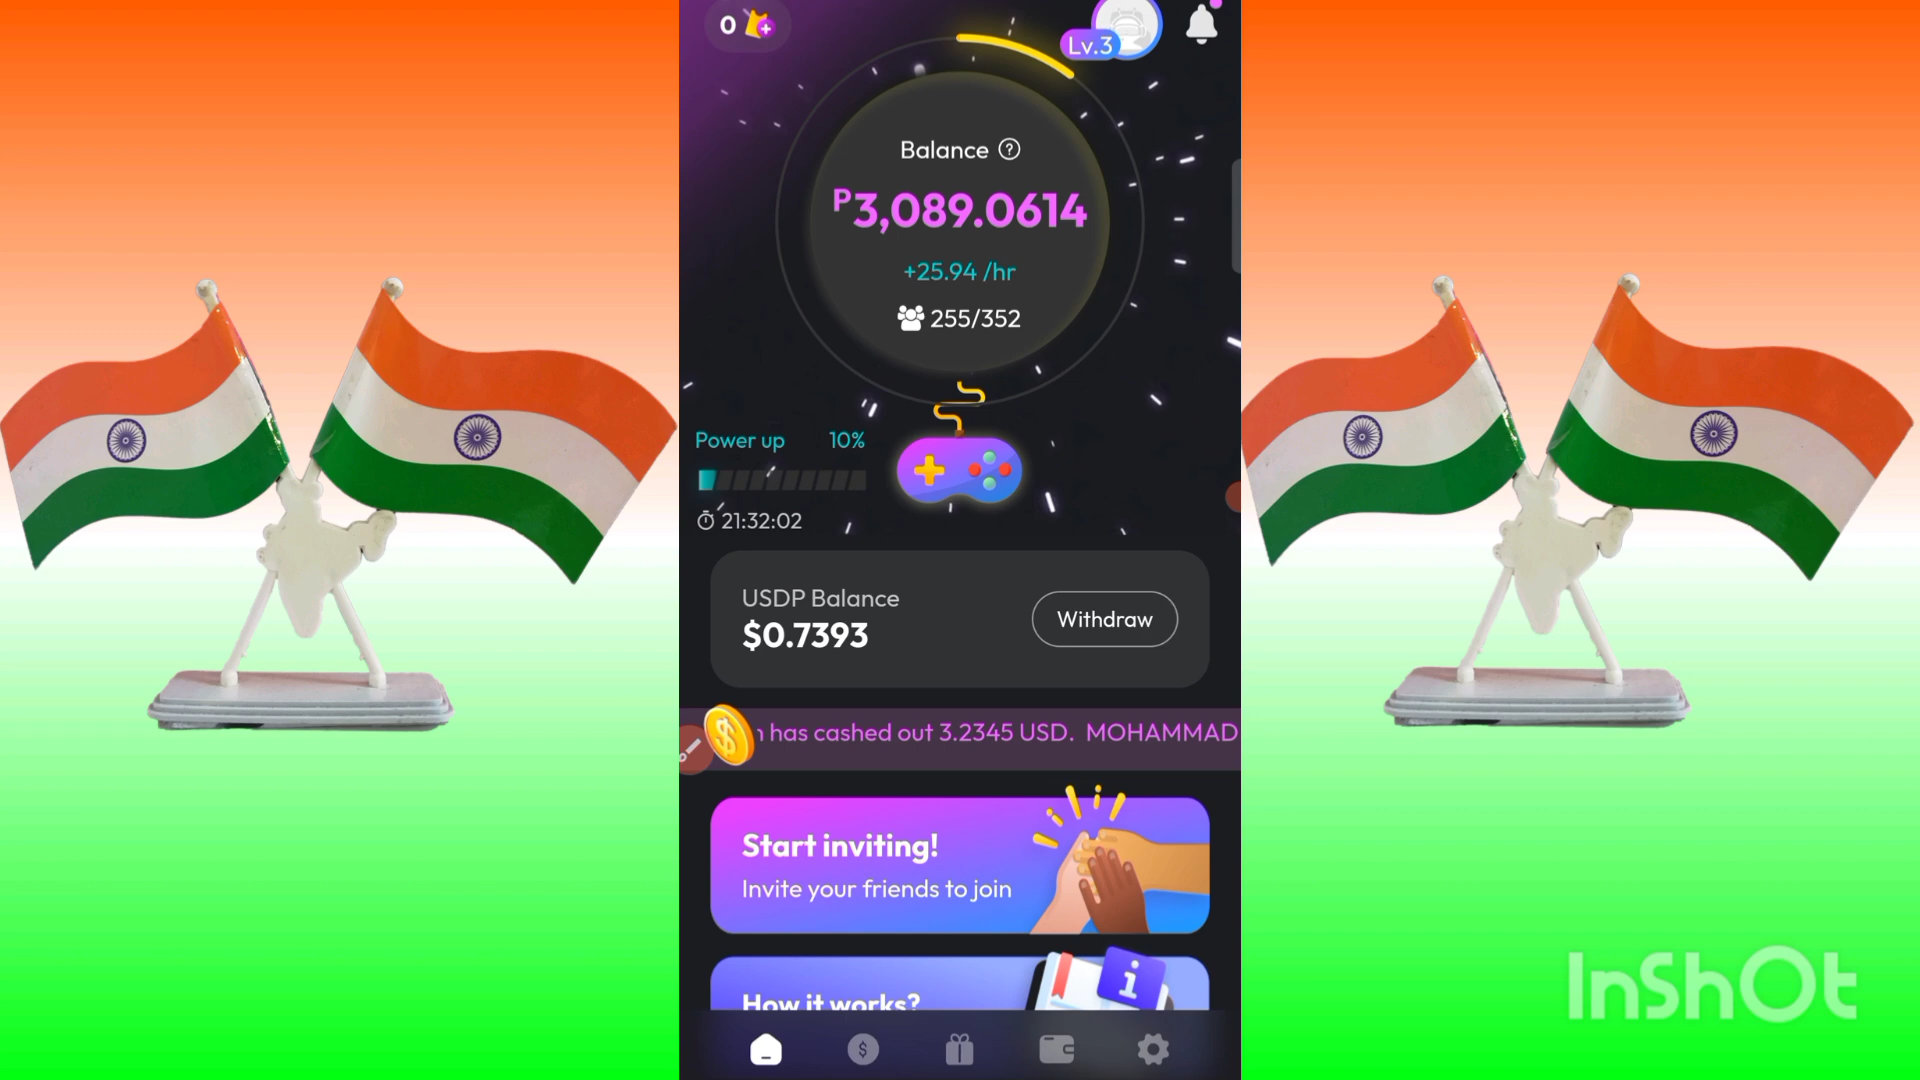 0
Lv.3
Balance
P3,089.0614
+25.94 /hr
255/352
Power up 10%
21:32:02
USDP Balance
$0.7393
Withdraw
has cashed out 3.2345 USD. MOHAMMAD
Start inviting!
Invite your friends to join
How it works?
InShOt